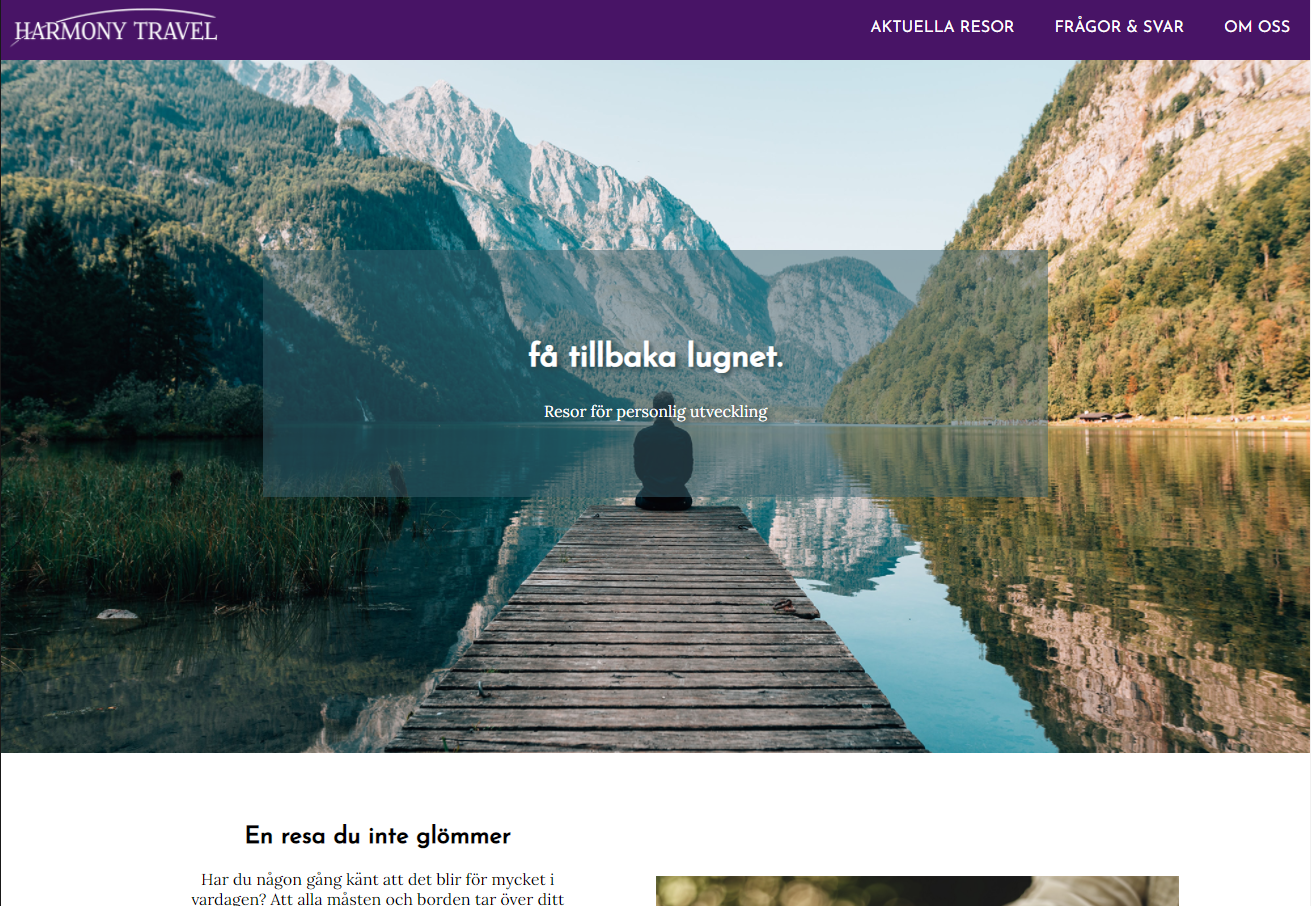 HARMONY TRAVEL
AKTUELLA RESOR
FRÅGOR & SVAR
OM OSS
få tillbaka lugnet.
Resor för personlig utveckling
En resa du inte glömmer
Har du någon gång känt att det blir för mycket i
vardagen? Att alla måsten och borden tar över ditt